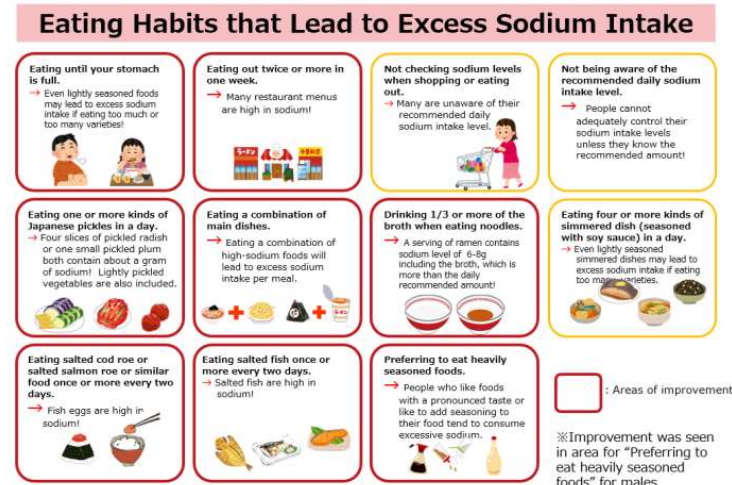 Eating Habits that Lead to Excess Sodium Intake
Eating until your stomach
is full.
→ Even lightly seasoned foods
may lead to excess sodium
intake if eating too much or
too many varieties!
Eating out twice or more in
one week.
→ Many restaurant menus
are high in sodium!
Not checking sodium levels
when shopping or eating
out.
→ Many are unaware of their
recommended daily
sodium intake level.
Not being aware of the
recommended daily sodium
intake level.
→ People cannot
adequately control their
sodium intake levels
unless they know the
recommended amount!
Eating one or more kinds of
Japanese pickles in a day.
→ Four slices of pickled radish
or one small pickled plum
both contain about a gram
of sodium! Lightly pickled
vegetables are also included.
Eating a combination of
main dishes.
→ Eating a combination of
high-sodium foods will
lead to excess sodium
intake per meal.
Drinking 1/3 or more of the
broth when eating noodles.
→ A serving of ramen contains
sodium level of 6-8g
including the broth, which is
more than the daily
recommended amount!
Eating four or more kinds of
simmered dish (seasoned
with soy sauce) in a day.
→ Even lightly seasoned
simmered dishes may lead to
excess sodium intake if eating
too many varieties.
Eating salted cod roe or
salted salmon roe or similar
food once or more every two
days.
→ Fish eggs are high in
sodium!
Eating salted fish once or
more every two days.
→ Salted fish are high in
sodium!
Preferring to eat heavily
seasoned foods.
→ People who like foods
with a pronounced taste or
like to add seasoning to
their food tend to consume
excessive sodium.
: Areas of improvement
※Improvement was seen
in area for “Preferring to
eat heavily seasoned
foods” for males